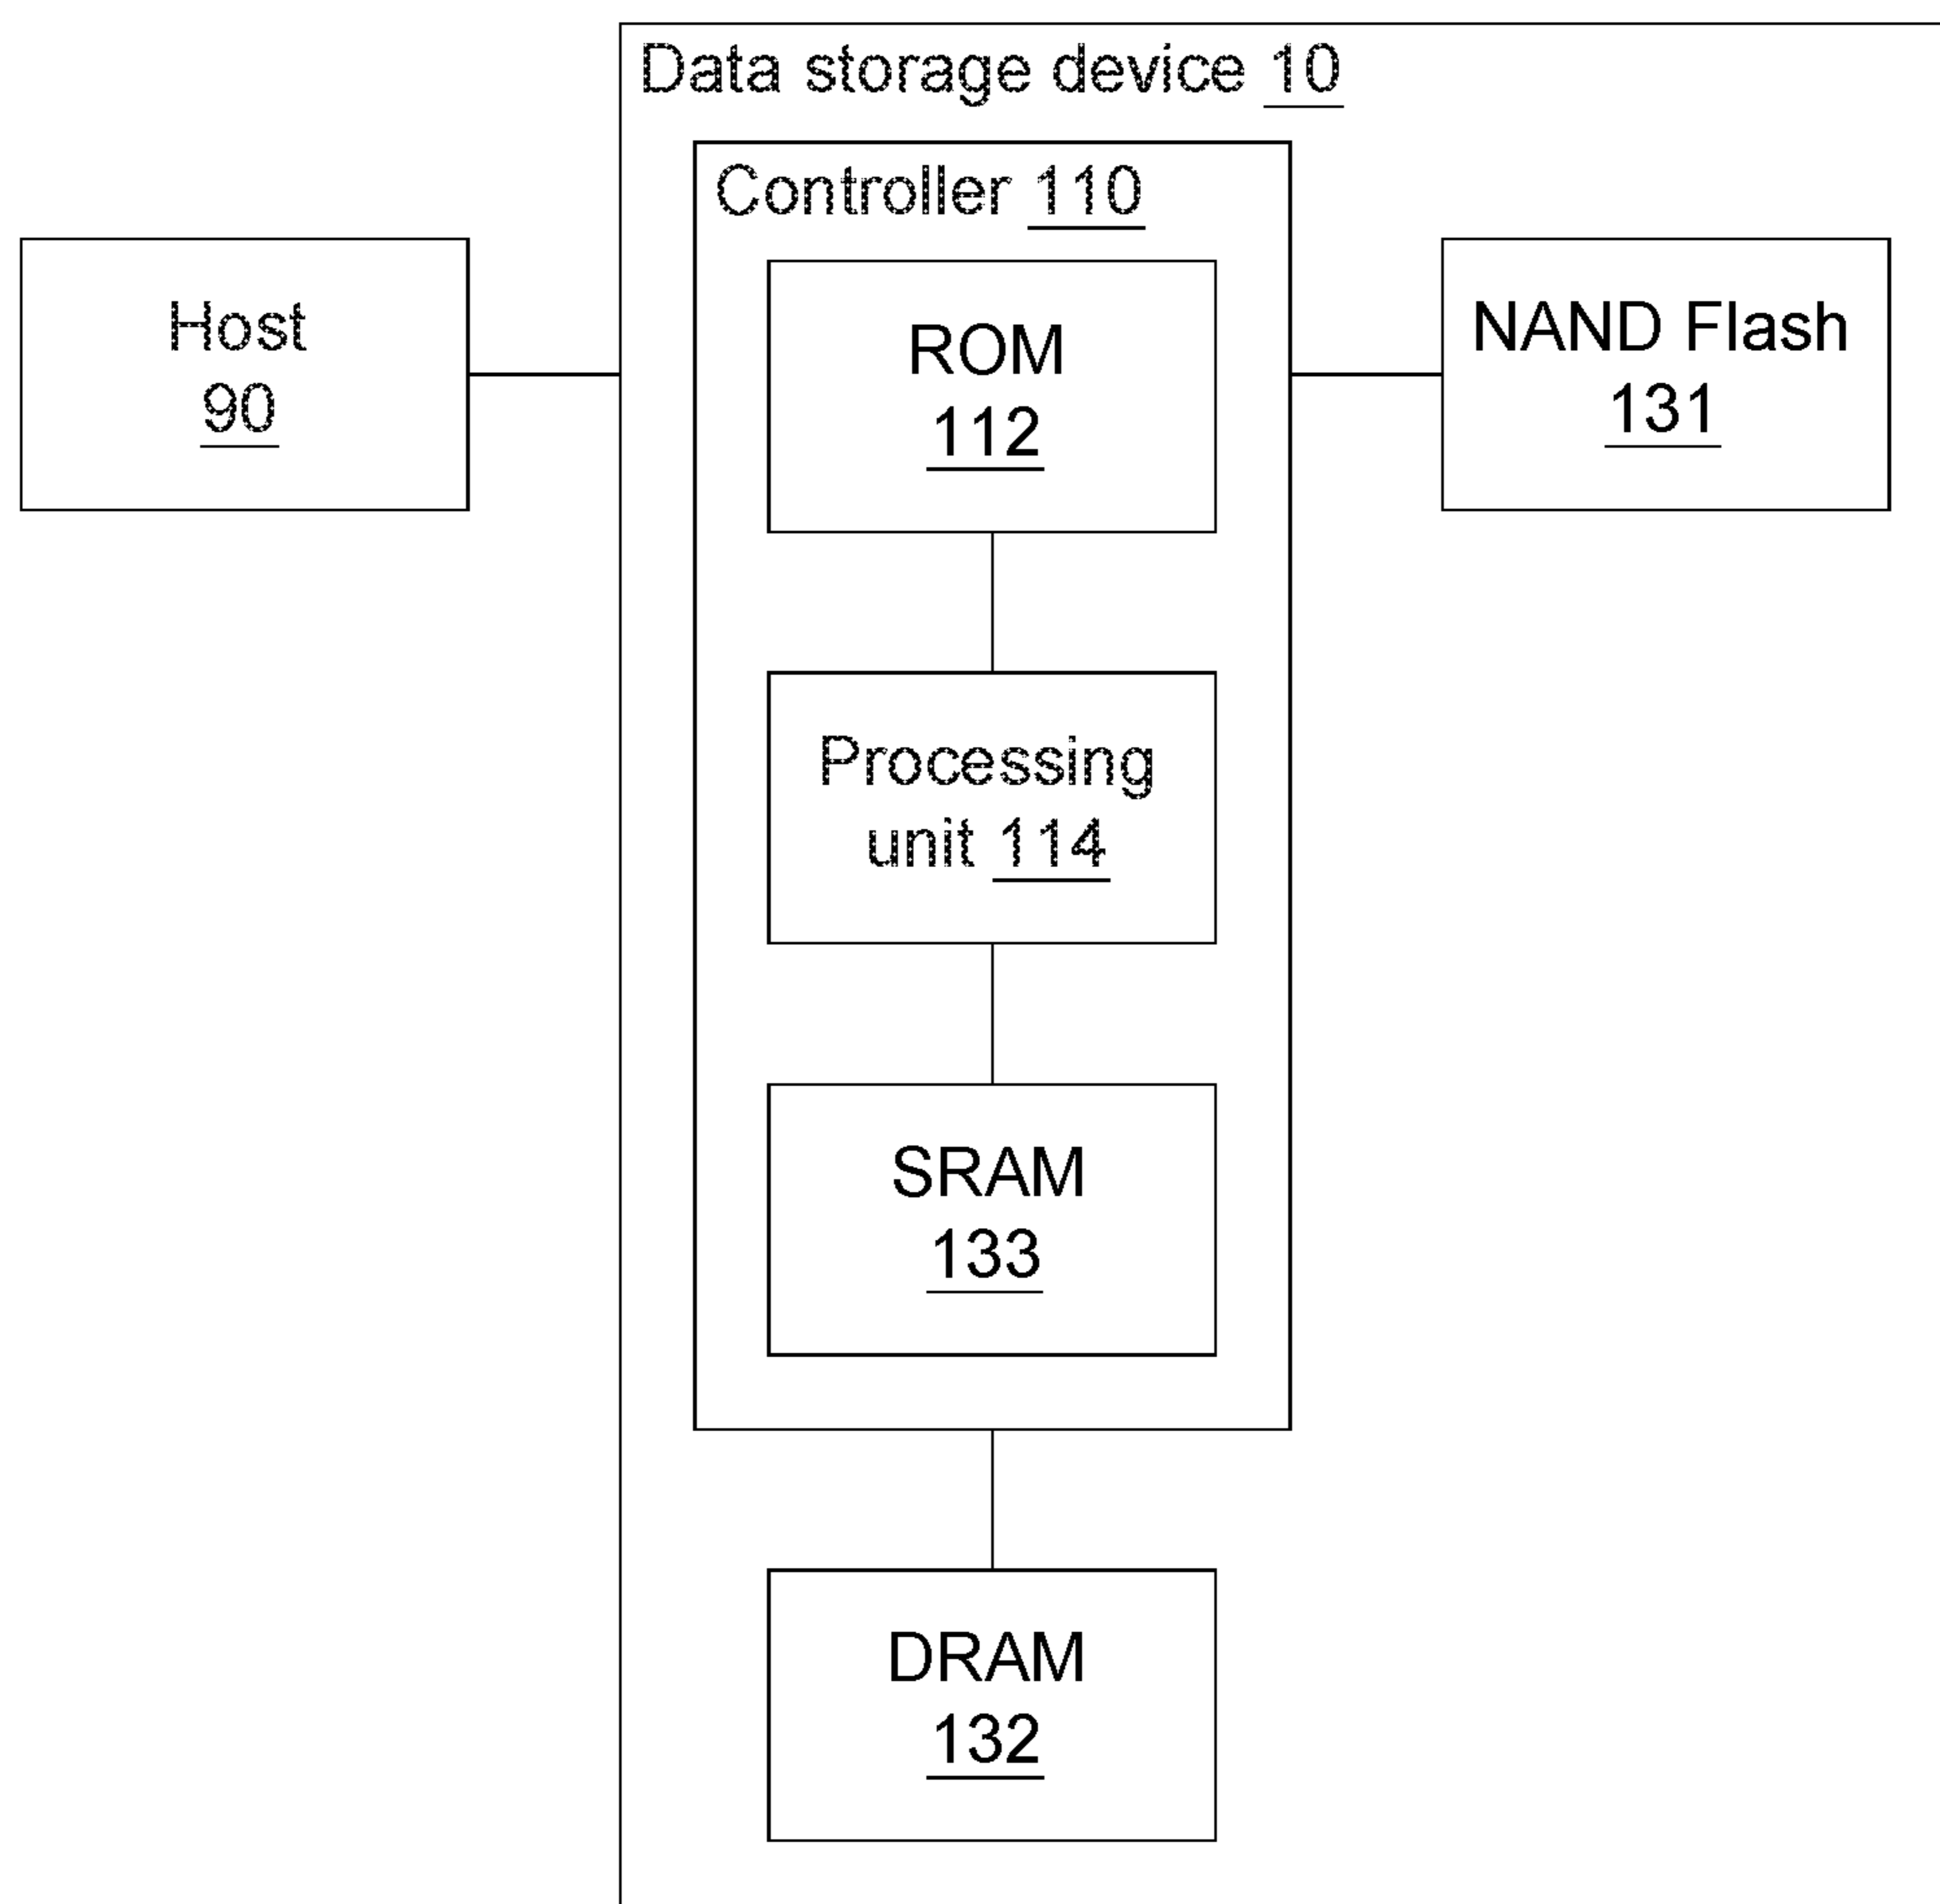 Data storage device 10
Controller 110
Host
90
ROM
112
NAND Flash
131
Processing
unit 114
SRAM
133
DRAM
132